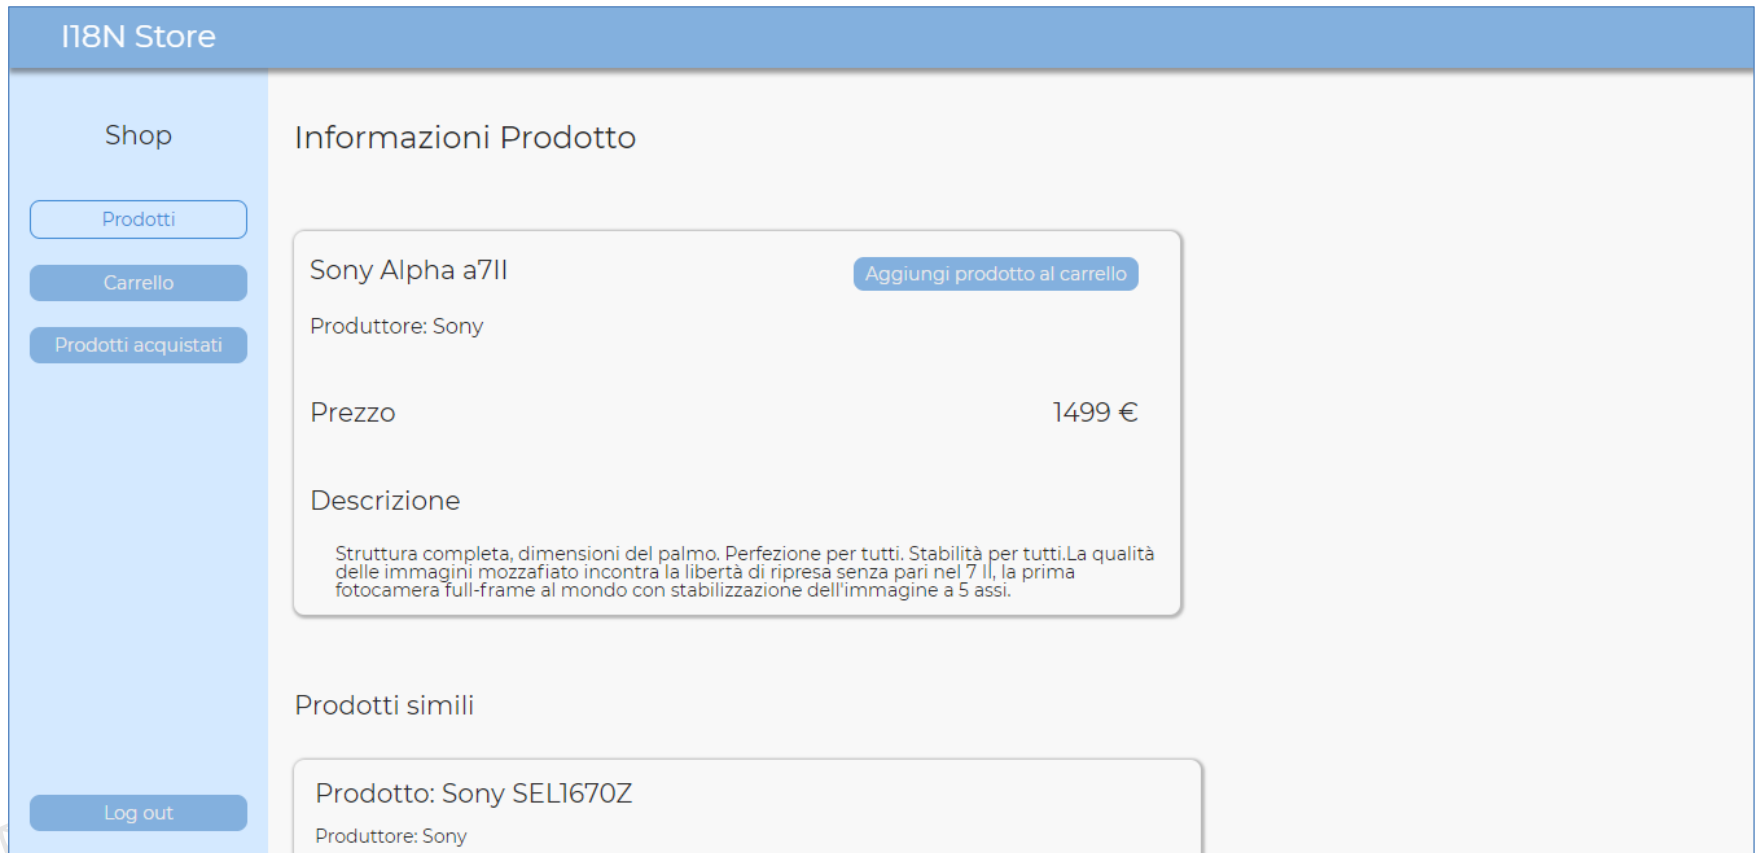 I18N Store
Shop
Prodotti
Carrello
Prodotti acquistati
Log out
Informazioni Prodotto
Sony Alpha a7II
Aggiungi prodotto al carrello
Produttore: Sony
Prezzo
1499 €
Descrizione
Struttura completa, dimensioni del palmo. Perfezione per tutti. Stabilità per tutti.La qualità
delle immagini mozzafiato incontra la libertà di ripresa senza pari nel 7 II, la prima
fotocamera full-frame al mondo con stabilizzazione dell'immagine a 5 assi.
Prodotti simili
Prodotto: Sony SEL1670Z
Produttore: Sony